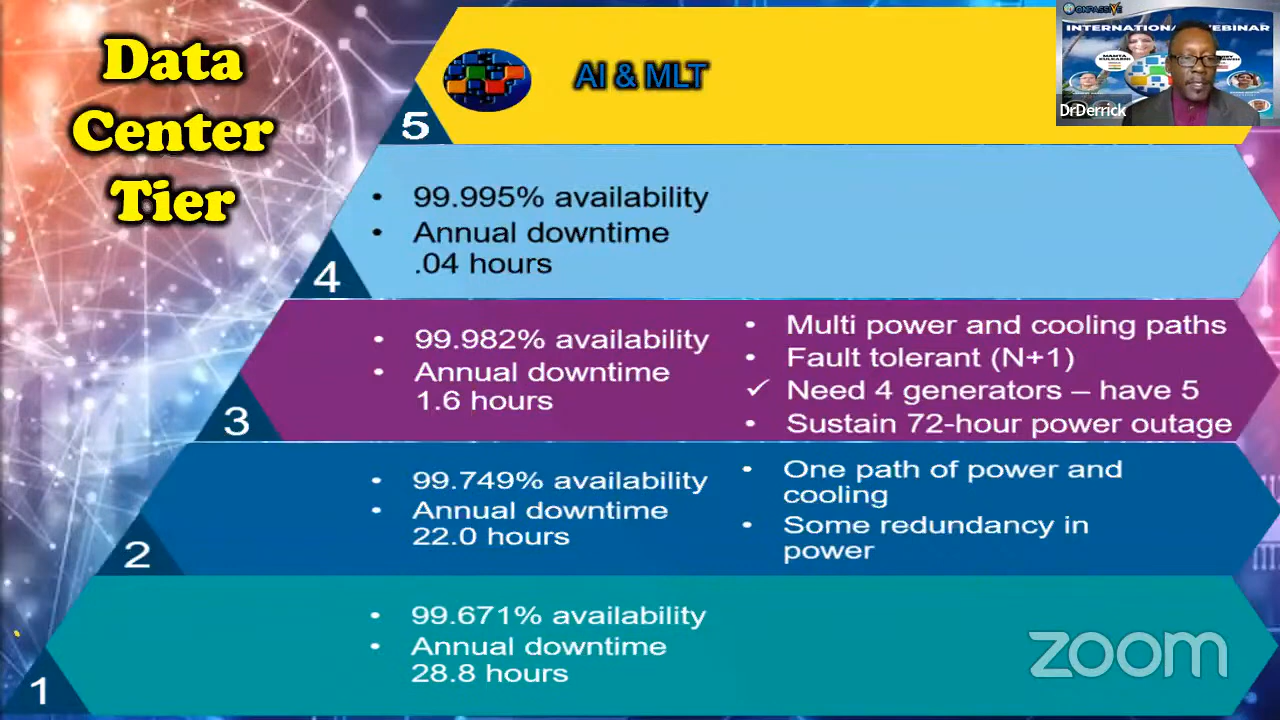 Data
Center
Tier
5
AI & MLT
ONPASSIVE
INTERNATIONAL WEBINAR
DrDerrick
4
• 99.995% availability
• Annual downtime
.04 hours
3
• 99.982% availability
• Annual downtime
1.6 hours
• Multi power and cooling paths
• Fault tolerant (N+1)
✓ Need 4 generators – have 5
• Sustain 72-hour power outage
2
• 99.749% availability
• Annual downtime
22.0 hours
• One path of power and
cooling
• Some redundancy in
power
1
• 99.671% availability
• Annual downtime
28.8 hours
zoom